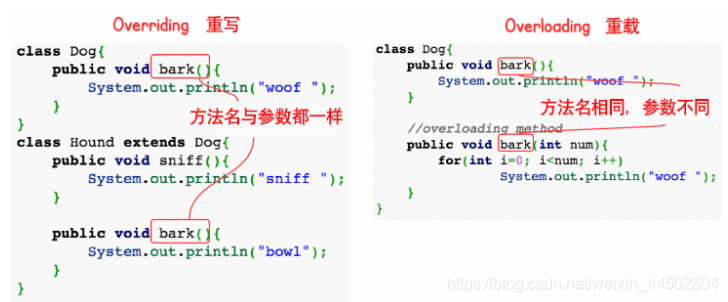 Overriding 重写
class Dog{
public void bark(){
System.out.println("woof ");
}
}
class Hound extends Dog{
public void sniff(){
System.out.println("sniff ");
}
public void bark(){
System.out.println("bowl");
}
}
方法名与参数都一样
Overloading 重载
class Dog{
public void bark(){
System.out.println("woof ");
}
//overloading method
public void bark(int num){
for(int i=0; i<num; i++)
System.out.println("woof ");
}
}
方法名相同，参数不同
https://blog.csdn.net/weixin_44502804